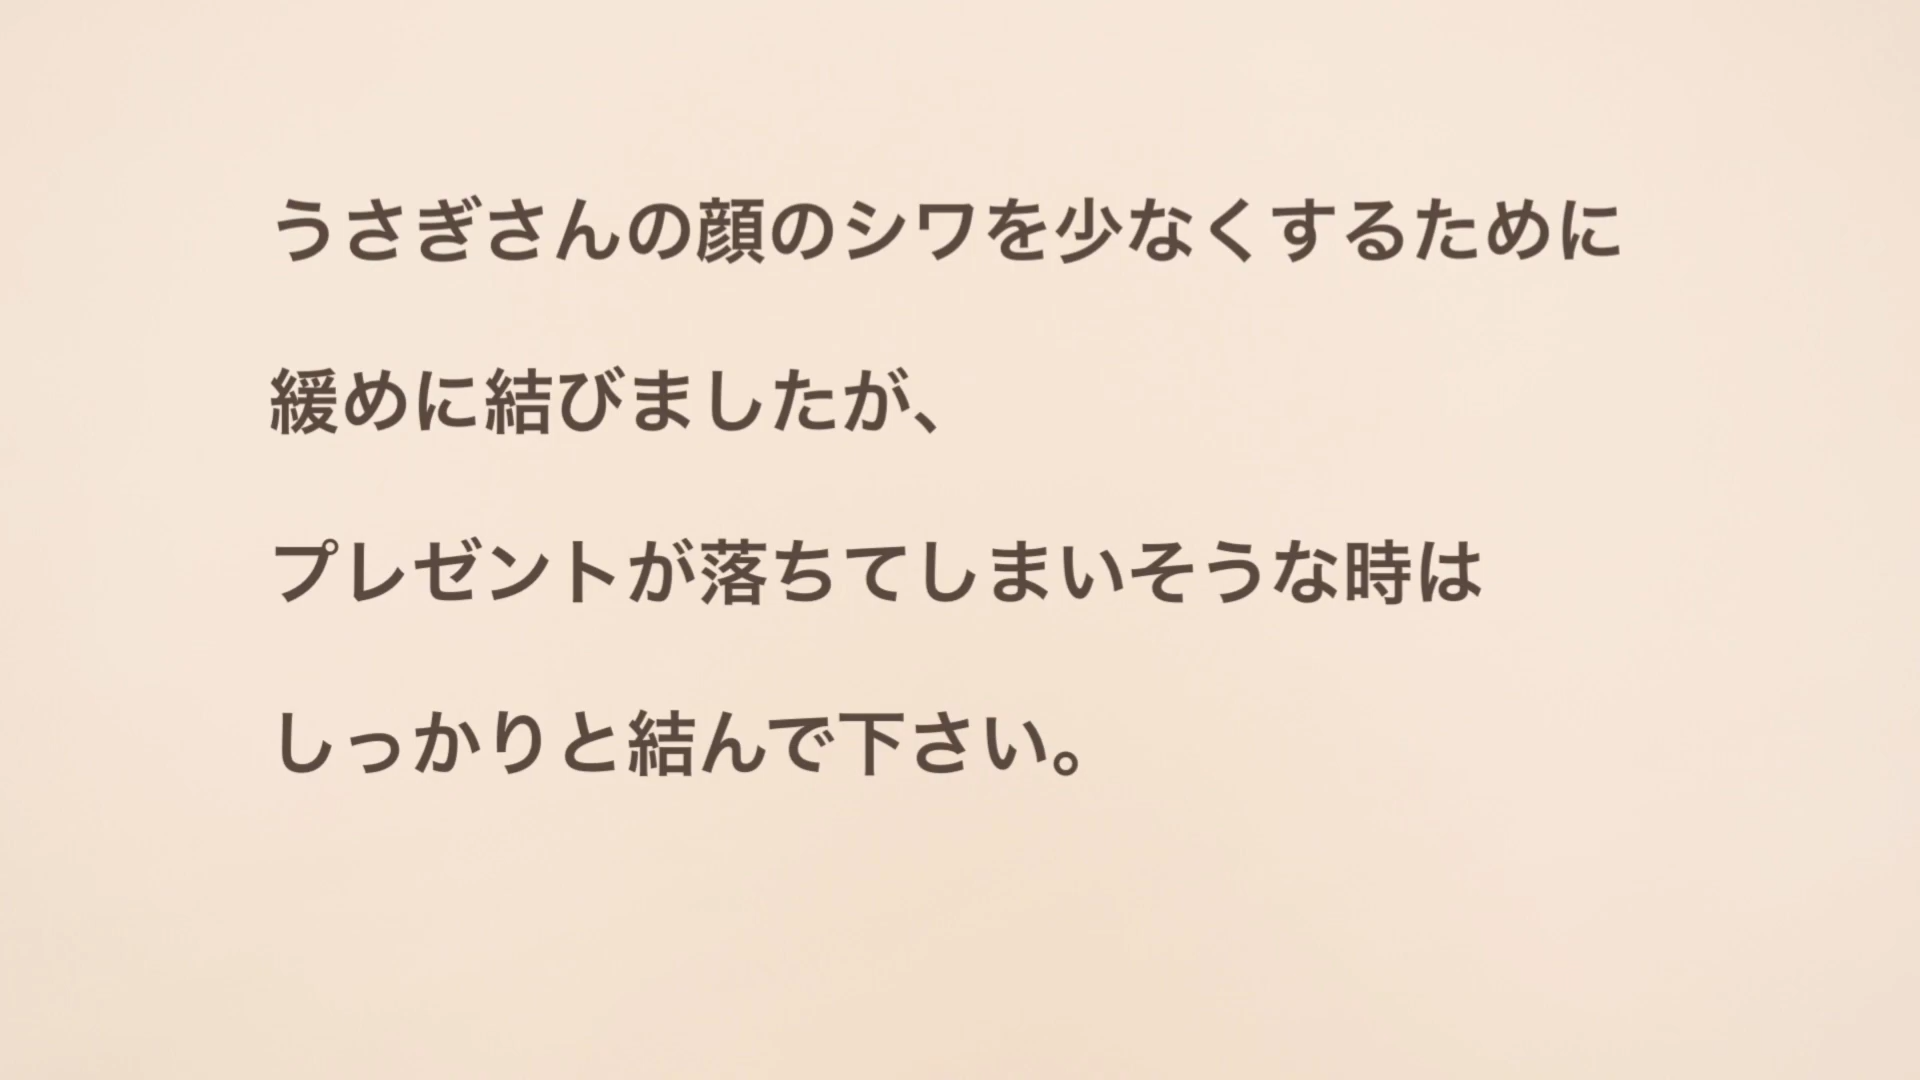 うさぎさんの顔のシワを少なくするために
緩めに結びましたが、
プレゼントが落ちてしまいそうな時は
しっかりと結んで下さい。